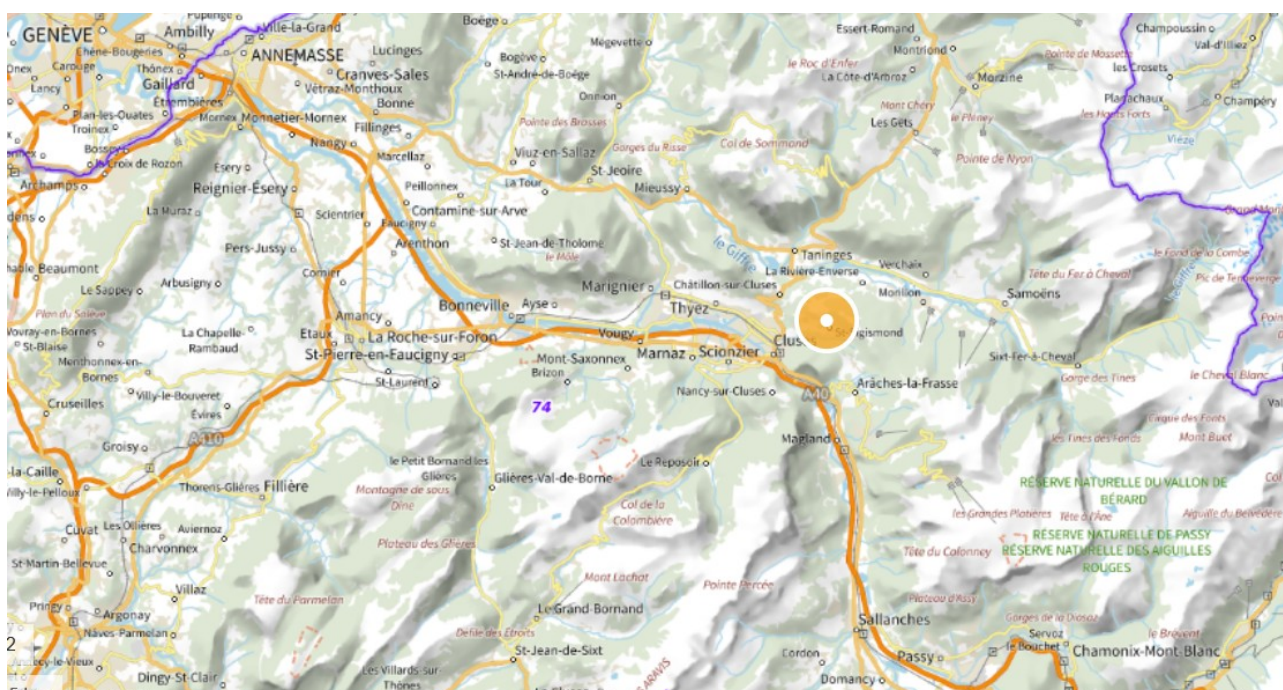 GENÈVE
Ambilly
Ville-la-Grand
Chêne-Bougeries
ANNEMASSE
Carouge
Thônex
Lancy
Gaillard
Étrembières
Plan-les-Ouates
Troinex
Mornex
Monnetier-Mornex
Bossey
la Croix de Rozon
Archamps
Lucinges
Cranves-Sales
Vétraz-Monthoux
Bonne
Fillinges
Nangy
Marcellaz
Boëge
Bogève
St-André-de-Boëge
Mégevette
Onnion
Pointe des Brasses
Viuz-en-Sallaz
Gorges du Risse
St-Jeoire
La Tour
Mieussy
Col de Sommand
le Roc d'Enfer
Essert-Romand
Montriond
La Côte-d'Arbroz
Morzine
Mont Chéry
le Pléney
Les Gets
Pointe de Nyon
Champoussin
Val-d'Illiez
les Crosets
Planachaux
Champéry
les Hauts Forts
Vièze
Esery
Reignier-Esery
La Muraz
Scientrier
Pers-Jussy
Peillonnex
Contamine-sur-Arve
Faucigny
Arenthon
St-Jean-de-Tholome
le Môle
Beaumont
Le Sappey
Arbusigny
Cornier
Plan du Salève
Marignier
le Giffre
Taninges
La Rivière-Enverse
Verchaix
Châtillon-sur-Cluses
Morillon
Samoëns
Tête du Fer à Cheval
le Fond de la Combe
Pic de Tenneverge
le Giffre
Bonneville
Ayse
Thyez
Vougy
Marnaz
Scionzier
Sixt-Fer-à-Cheval
Gorge des Tines
le Cheval Blanc
St-Blaise
Menthonnex-en-Bornes
La Chapelle-Rambaud
Etaux
Amancy
La Roche-sur-Foron
St-Pierre-en-Faucigny
St-Laurent
Mont-Saxonnex
Brizon
Nancy-sur-Cluses
Arâches-la-Frasse
A40
74
Cruseilles
Villy-le-Bouveret
Évires
Groisy
A410
Magland
Cirque des Fonts
les Tines des Fonds
Mont Buet
le Petit Bornand les
Glières
Glières-Val-de-Borne
Le Reposoir
Montagne de sous
Dine
Col de la
Colombière
Plateau des Glières
RÉSERVE NATURELLE DU VALLON DE
BÉRARD
les Grandes Platières
Tête à l'Âne
Aiguille du Belvédère
RÉSERVE NATURELLE DE PASSY
RÉSERVE NATURELLE DES AIGUILLES
ROUGES
Tête du Colonney
Villy-le-Pelloux
Thorens-Glières
Fillière
Cuvat
Les Ollières
Aviernoz
Charvonnex
St-Martin-Bellevue
Villaz
Pringy
Argonay
Nâves-Parmelan
Tête du Parmelan
Dingy-St-Clair
Mont Lachat
Pointe Percée
Le Grand-Bornand
Défilé des Étroits
St-Jean-de-Sixt
Les Villards-sur-
Thônes
Plateau d'Assy
Sallanches
Gorges de la Diosaz
Servoz
le Bouchet
le Brévent
Chamonix-Mont-Blanc
Cordon
Passy
Domancy
2